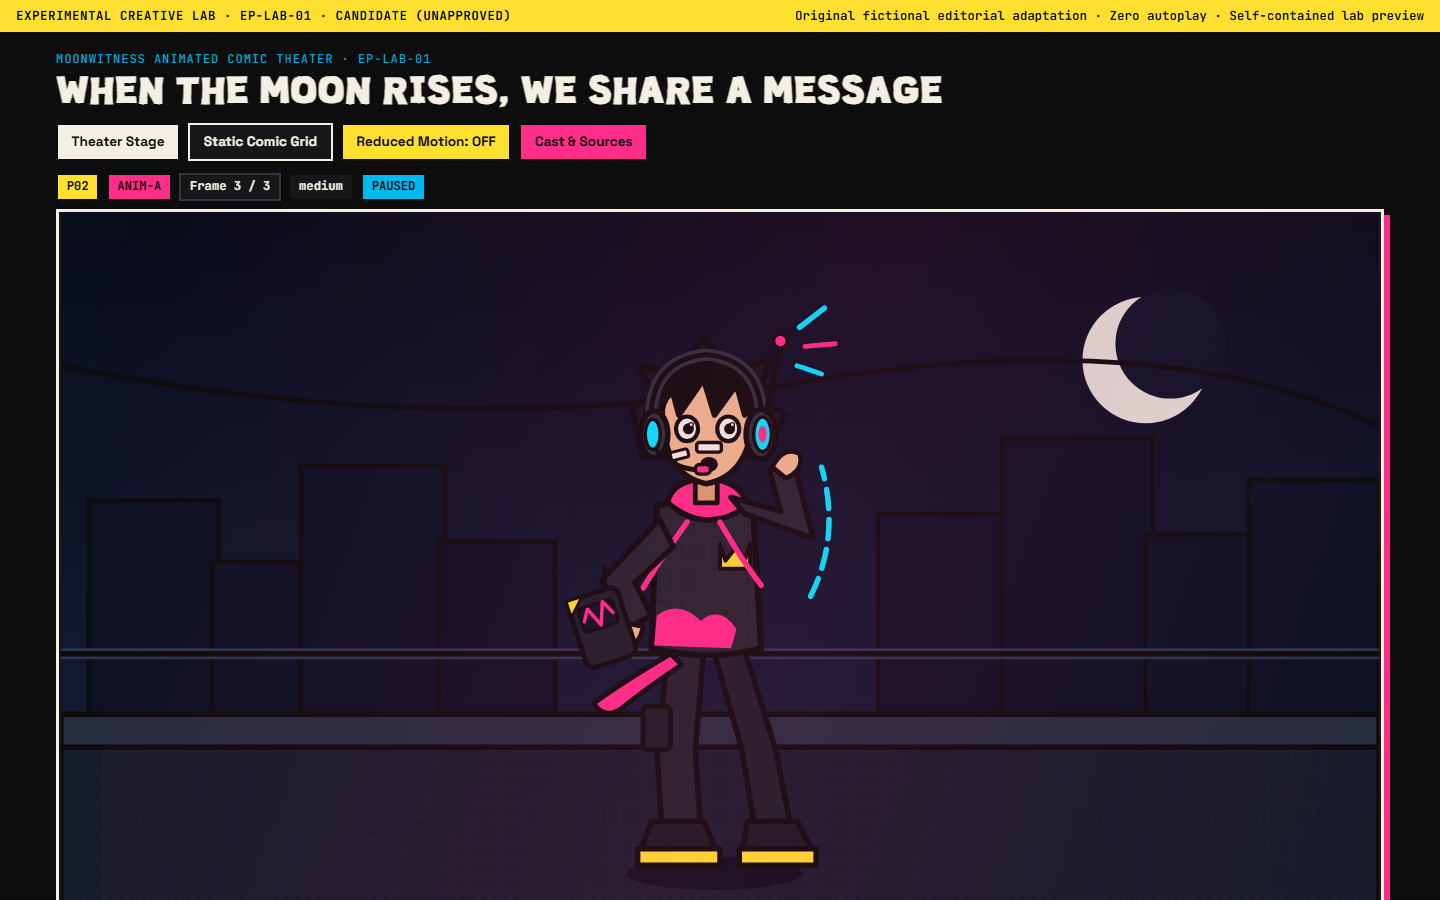 EXPERIMENTAL CREATIVE LAB · EP-LAB-01 · CANDIDATE (UNAPPROVED)
Original fictional editorial adaptation · Zero autoplay · Self-contained lab preview
MOONWITNESS ANIMATED COMIC THEATER · EP-LAB-01
WHEN THE MOON RISES, WE SHARE A MESSAGE
Theater Stage
Static Comic Grid
Reduced Motion: OFF
Cast & Sources
P02
ANIM-A
Frame 3 / 3
medium
PAUSED